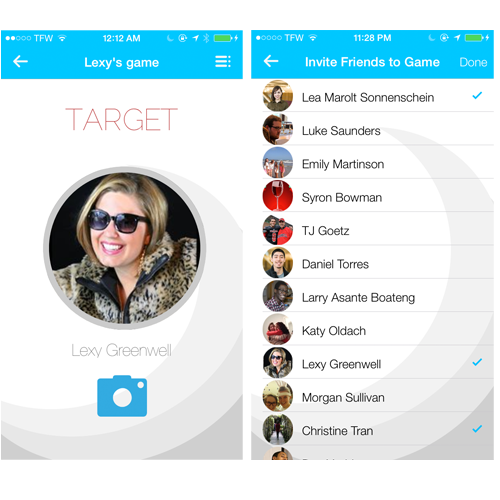 TFW 12:12 AM
Lexy's game
TARGET
Lexy Greenwell
TFW 11:28 PM
Invite Friends to Game Done
Lea Marolt Sonnenschein
Luke Saunders
Emily Martinson
Syron Bowman
TJ Goetz
Daniel Torres
Larry Asante Boateng
Katy Oldach
Lexy Greenwell
Morgan Sullivan
Christine Tran